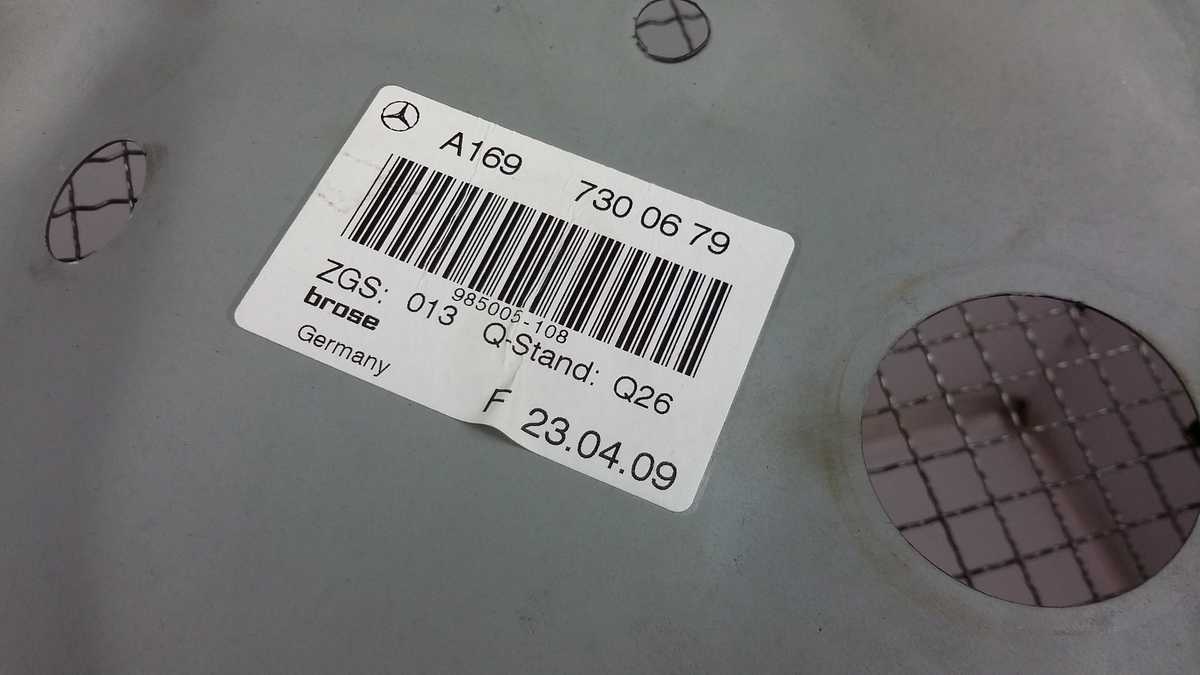 A169 730 06 79
985005-108
ZGS: 013 Q-Stand: Q26
brose
Germany
F 23.04.09